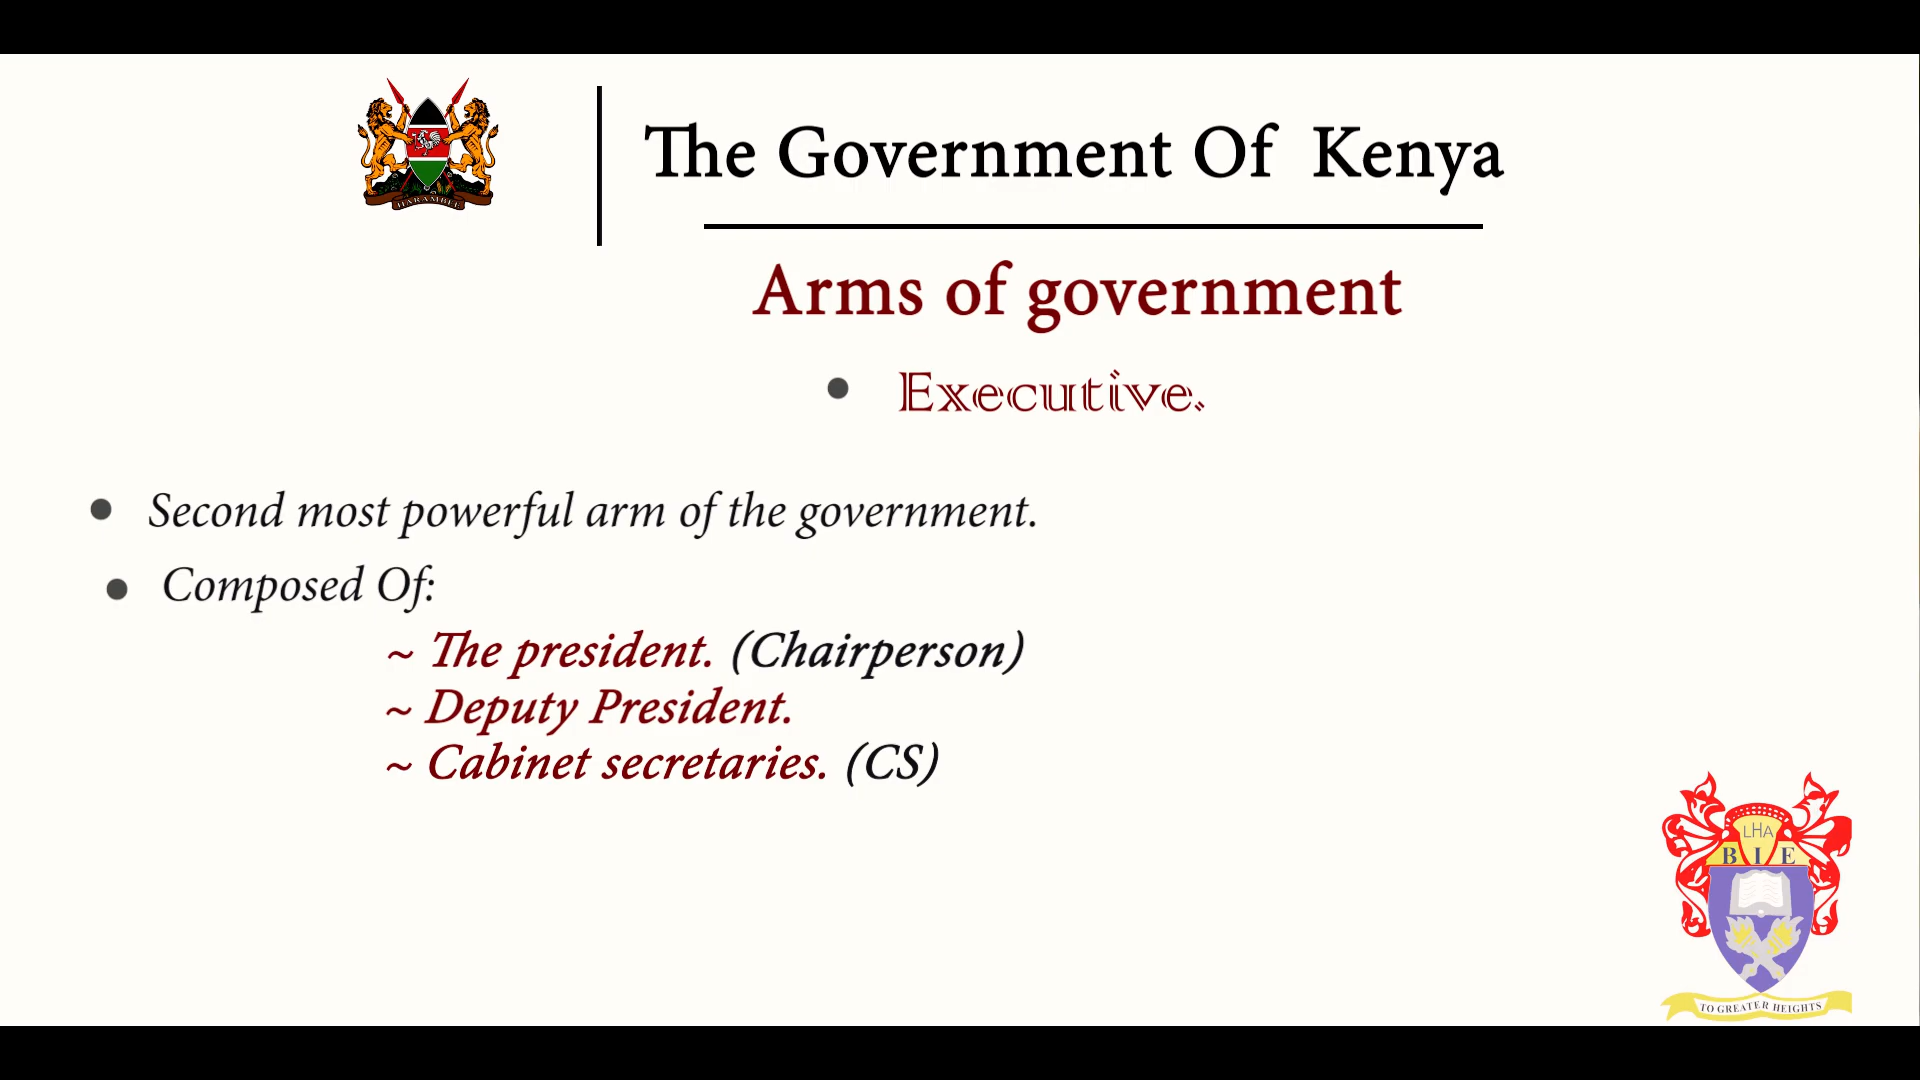 HARAMBEE
The Government Of Kenya
Arms of government
• Executive.
• Second most powerful arm of the government.
• Composed Of:
~ The president. (Chairperson)
~ Deputy President.
~ Cabinet secretaries. (CS)
LHA
B I E
TO GREATER HEIGHTS